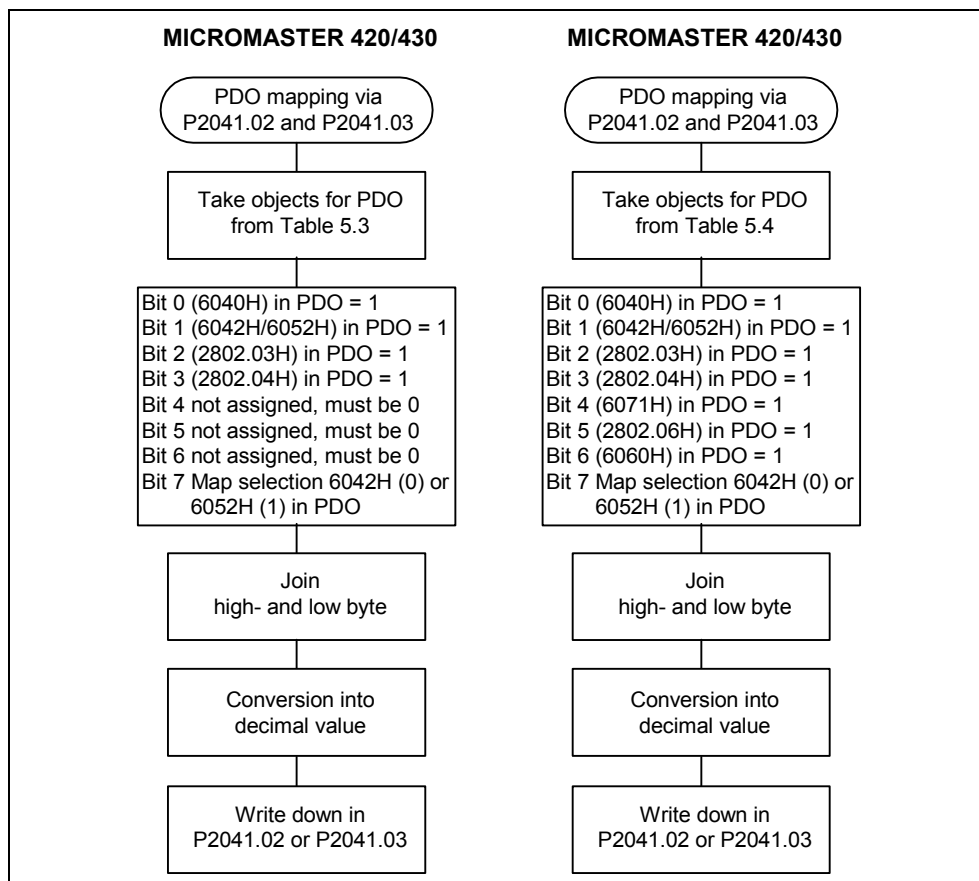 MICROMASTER 420/430
PDO mapping via
P2041.02 and P2041.03
Take objects for PDO
from Table 5.3
Bit 0 (6040H) in PDO = 1
Bit 1 (6042H/6052H) in PDO = 1
Bit 2 (2802.03H) in PDO = 1
Bit 3 (2802.04H) in PDO = 1
Bit 4 not assigned, must be 0
Bit 5 not assigned, must be 0
Bit 6 not assigned, must be 0
Bit 7 Map selection 6042H (0) or
6052H (1) in PDO
Join
high- and low byte
Conversion into
decimal value
Write down in
P2041.02 or P2041.03
MICROMASTER 420/430
PDO mapping via
P2041.02 and P2041.03
Take objects for PDO
from Table 5.4
Bit 0 (6040H) in PDO = 1
Bit 1 (6042H/6052H) in PDO = 1
Bit 2 (2802.03H) in PDO = 1
Bit 3 (2802.04H) in PDO = 1
Bit 4 (6071H) in PDO = 1
Bit 5 (2802.06H) in PDO = 1
Bit 6 (6060H) in PDO = 1
Bit 7 Map selection 6042H (0) or
6052H (1) in PDO
Join
high- and low byte
Conversion into
decimal value
Write down in
P2041.02 or P2041.03